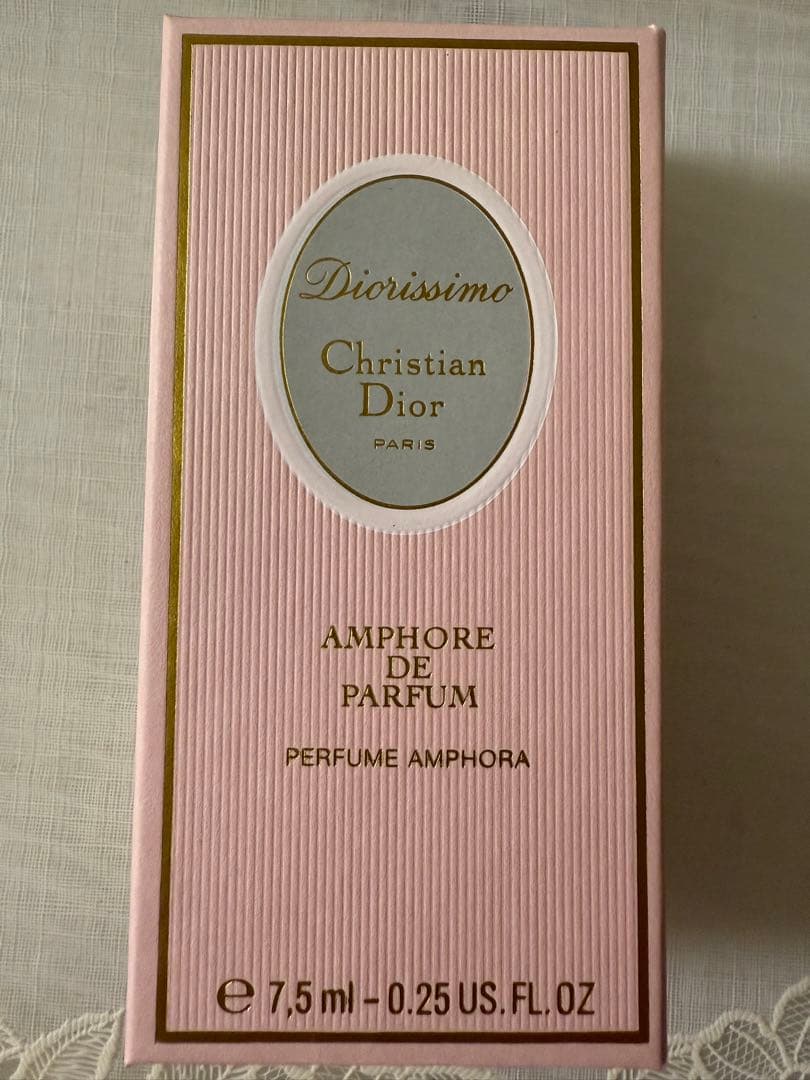 Diorissimo
Christian
Dior
PARIS
AMPHORE
DE
PARFUM
PERFUME AMPHORA
℮ 7,5 ml – 0.25 US. FL. OZ